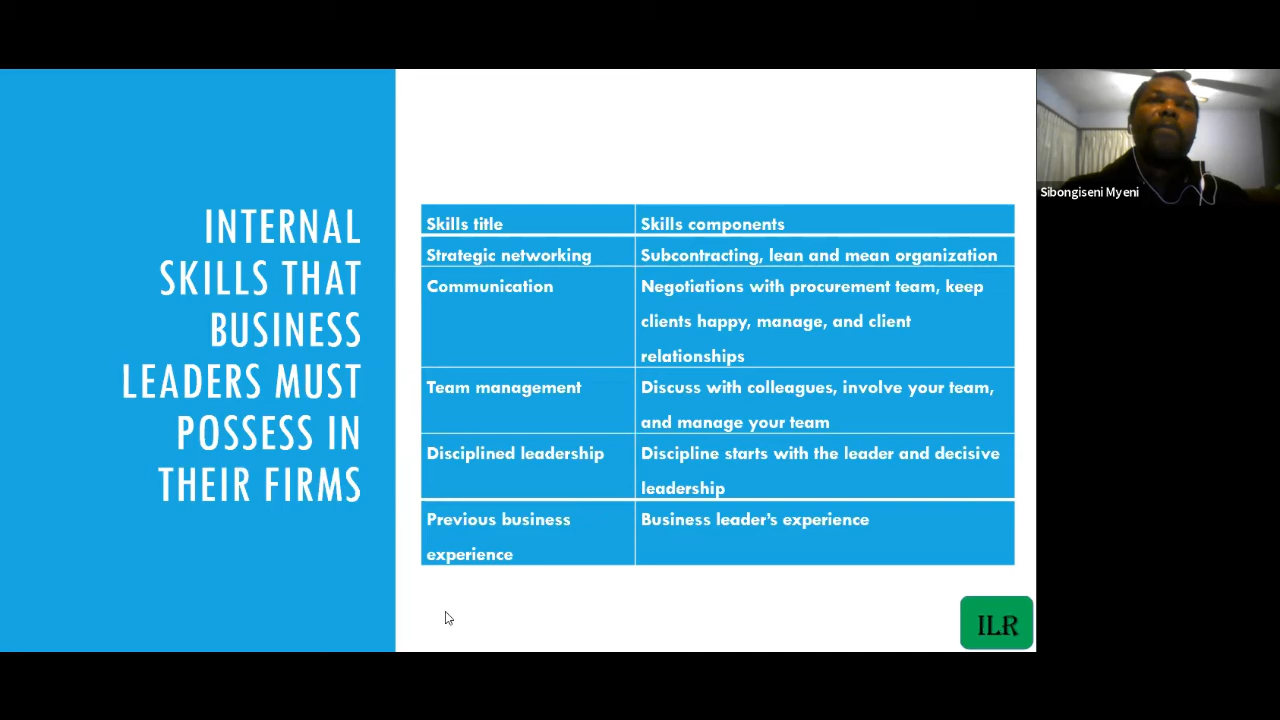 INTERNAL
SKILLS THAT
BUSINESS
LEADERS MUST
POSSESS IN
THEIR FIRMS
Skills title
Skills components
Strategic networking
Subcontracting, lean and mean organization
Communication
Negotiations with procurement team, keep
clients happy, manage, and client
relationships
Team management
Discuss with colleagues, involve your team,
and manage your team
Disciplined leadership
Discipline starts with the leader and decisive
leadership
Previous business
experience
Business leader's experience
ILR
Sibongiseni Myeni